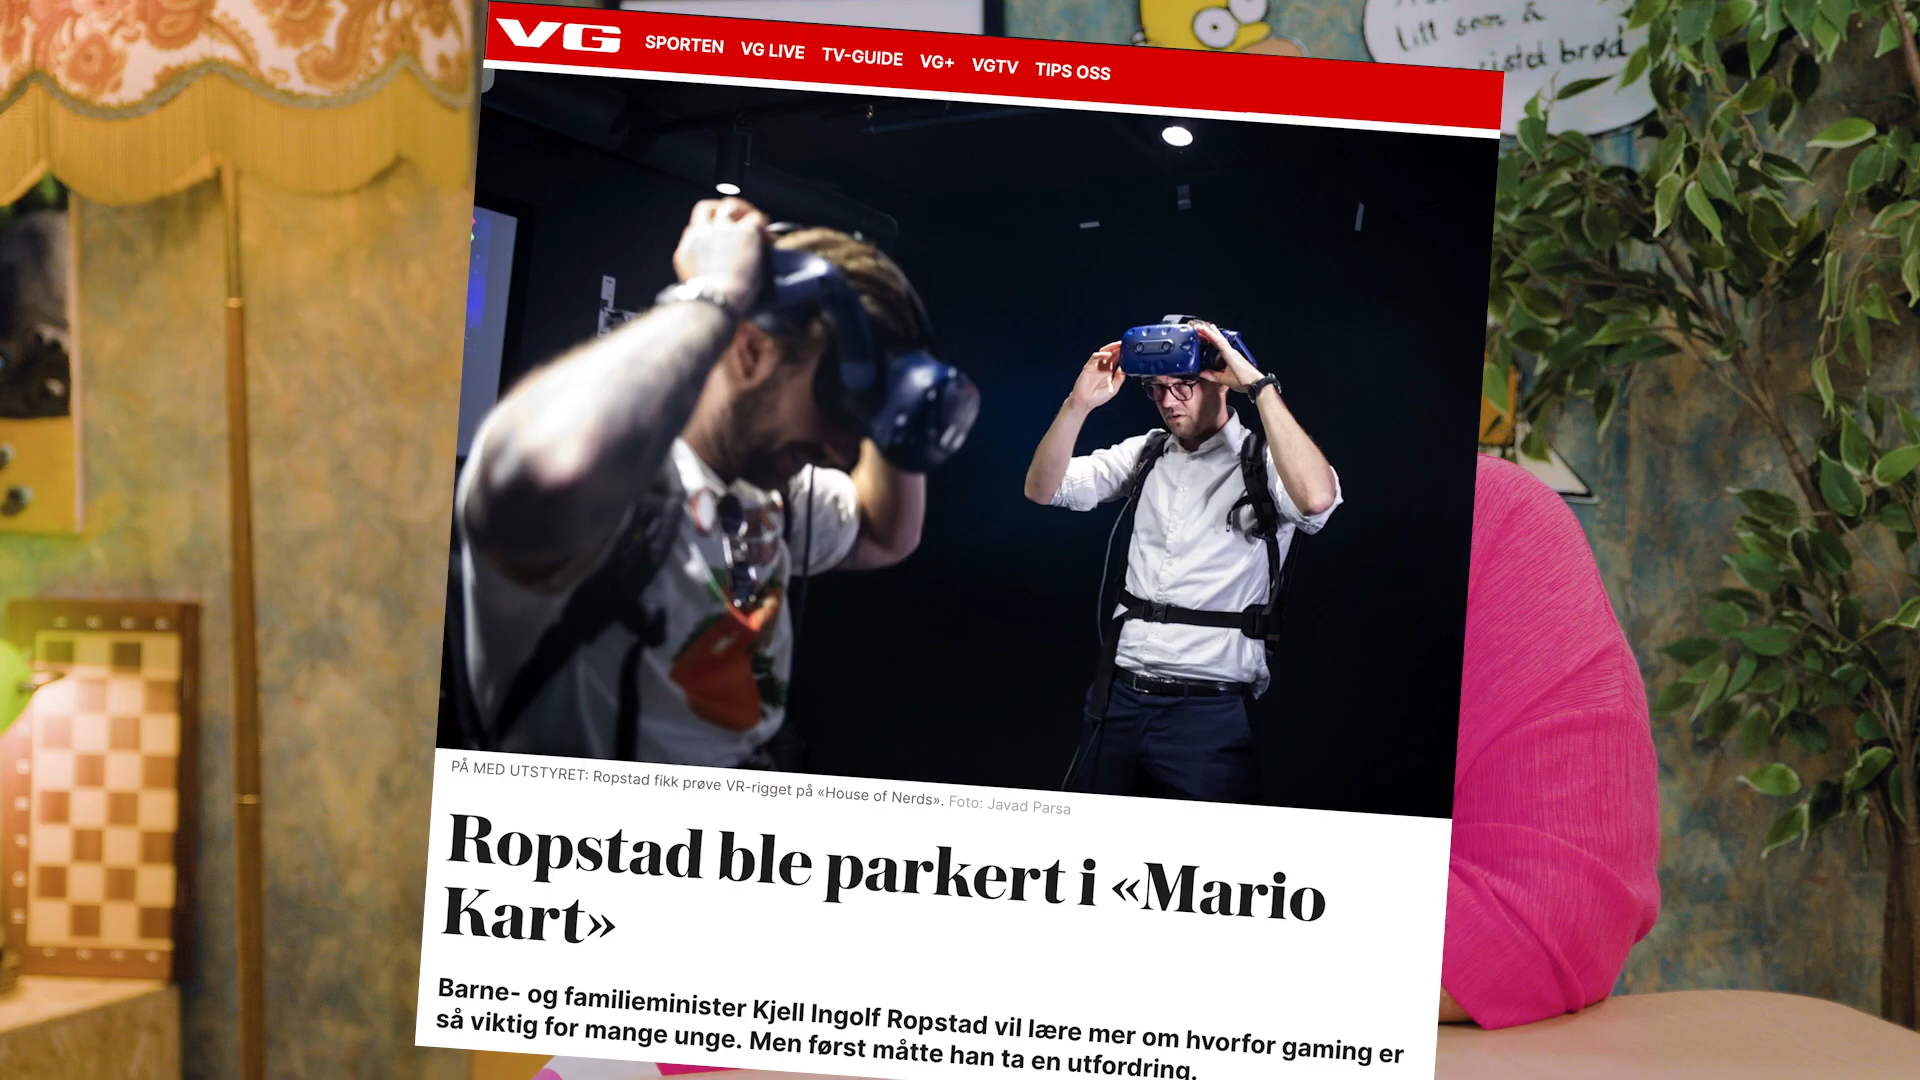 VG SPORTEN VG LIVE TV-GUIDE VG+ VGTV TIPS OSS
litt som å
ristet brød
PÅ MED UTSTYRET: Ropstad fikk prøve VR-rigget på «House of Nerds». Foto: Javad Parsa
Ropstad ble parkert i «Mario
Kart»
Barne- og familieminister Kjell Ingolf Ropstad vil lære mer om hvorfor gaming er
så viktig for mange unge. Men først måtte han ta en utfordring.